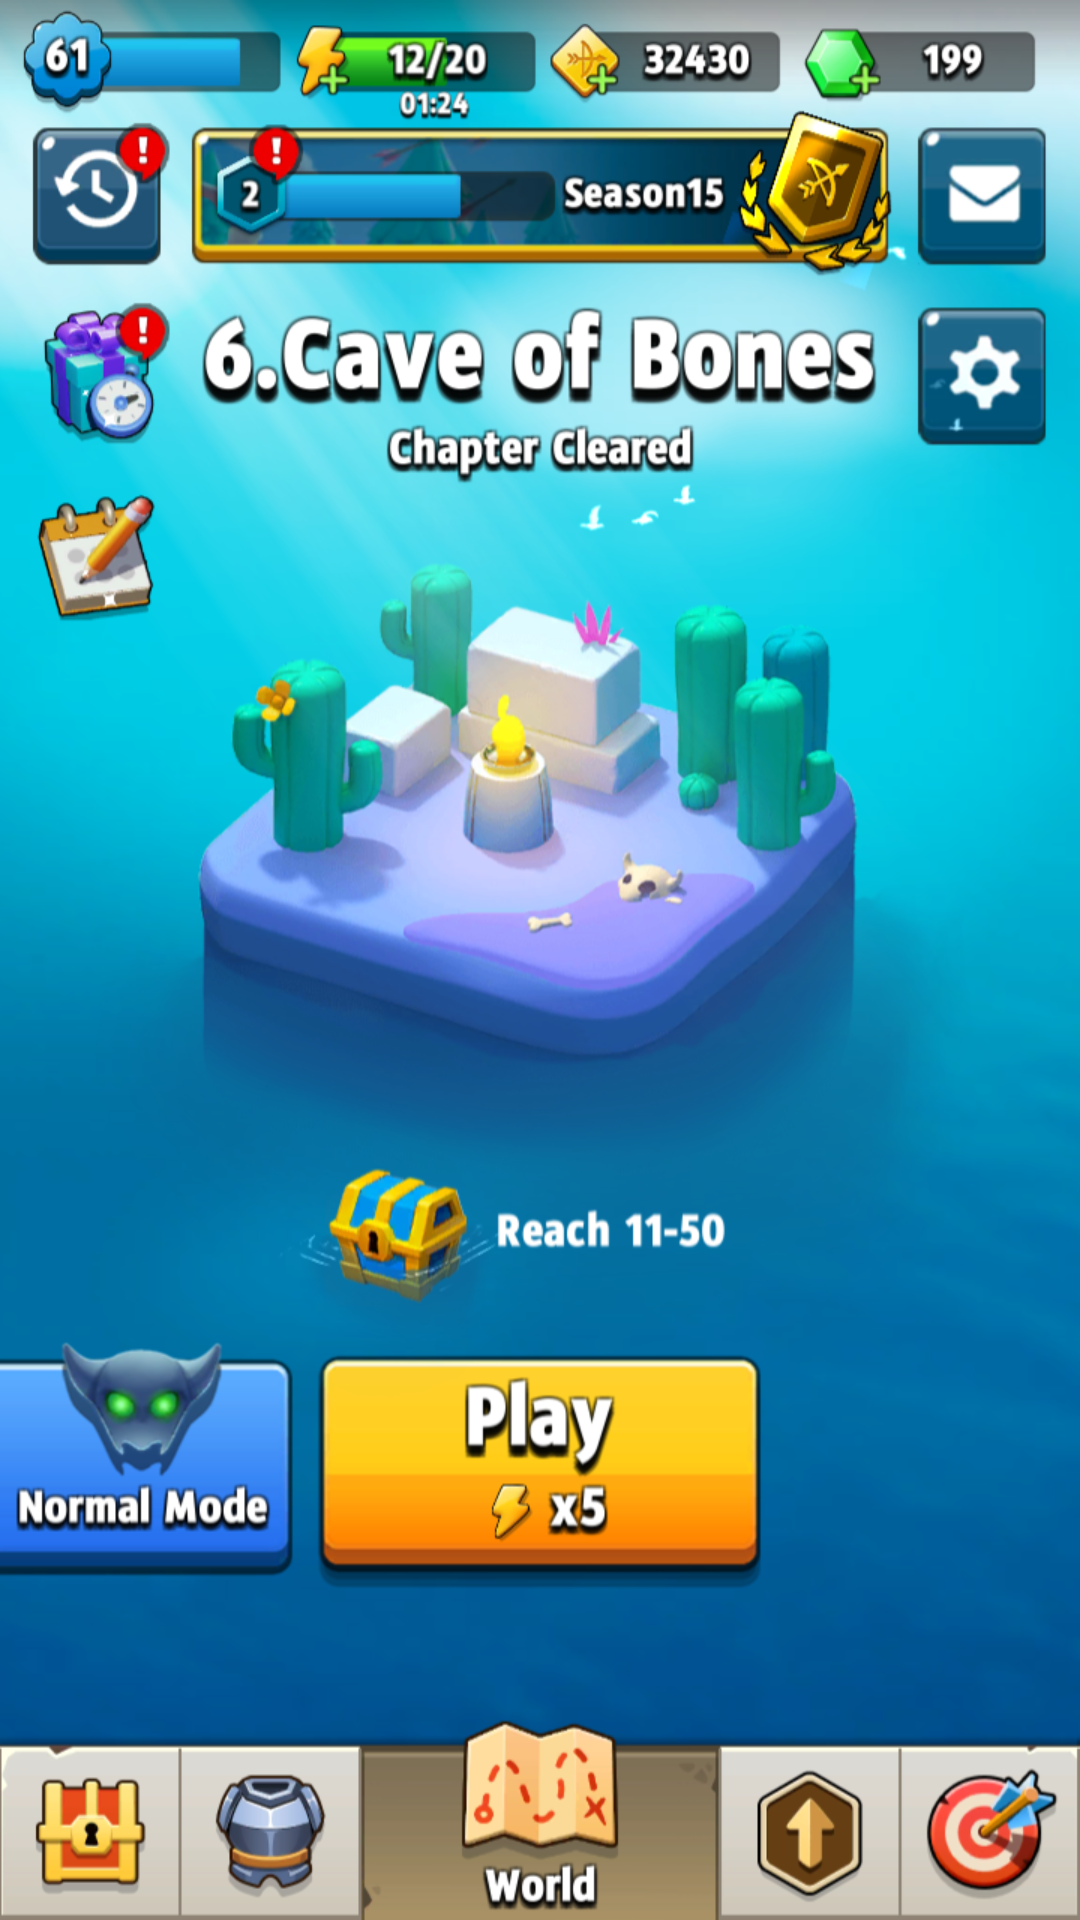 61
12/20
32430
199
01:24
!
!
2
Season15
!
6.Cave of Bones
Chapter Cleared
Reach 11-50
Play
x5
Normal Mode
World